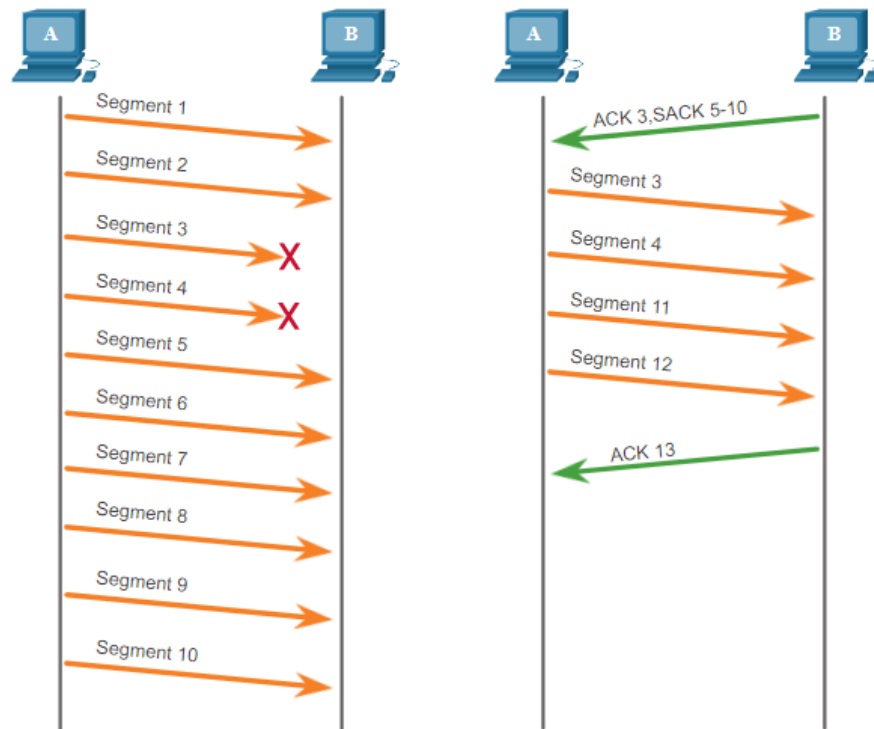 A
B
Segment 1
Segment 2
Segment 3
X
Segment 4
X
Segment 5
Segment 6
Segment 7
Segment 8
Segment 9
Segment 10
A
B
ACK 3,SACK 5-10
Segment 3
Segment 4
Segment 11
Segment 12
ACK 13